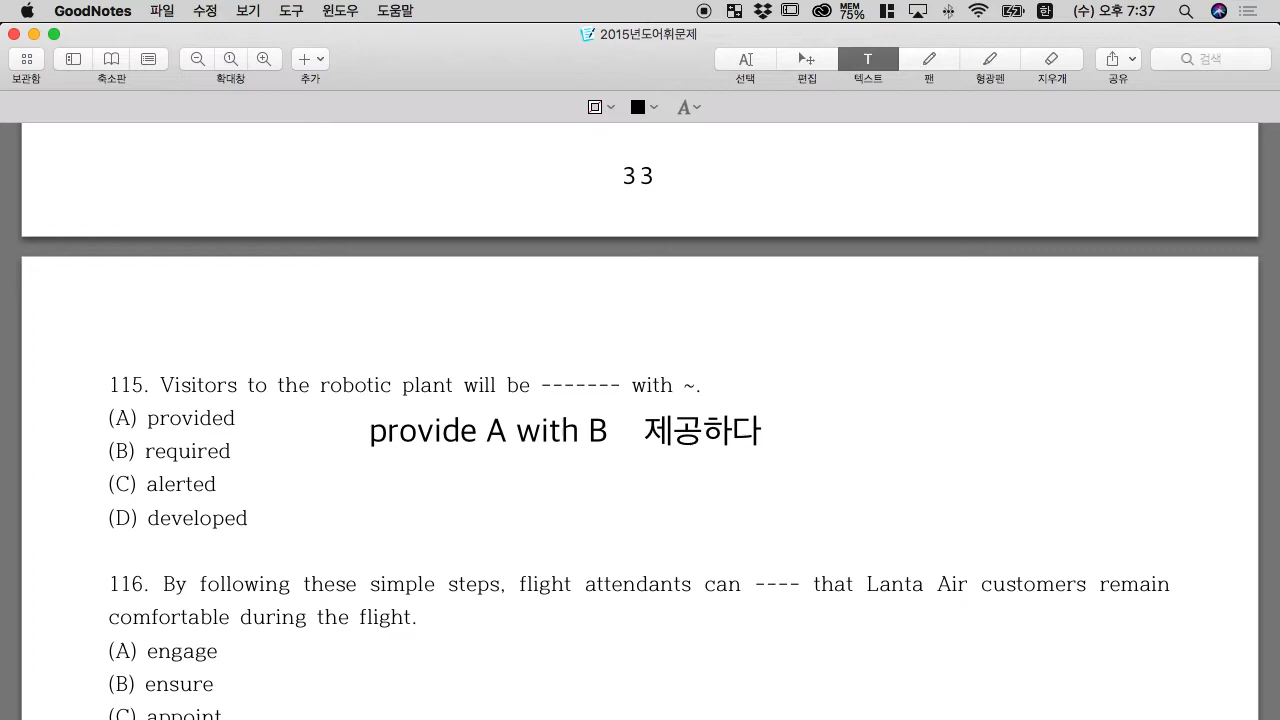 GoodNotes 파일 수정 보기 도구 윈도우 도움말 MEM 75% 한 (수) 오후 7:37
2015년도어휘문제
보관함 축소판 확대창 추가 선택 편집 텍스트 펜 형광펜 지우개 공유 검색
33
115. Visitors to the robotic plant will be ------- with ~.
(A) provided
provide A with B 제공하다
(B) required
(C) alerted
(D) developed
116. By following these simple steps, flight attendants can ---- that Lanta Air customers remain
comfortable during the flight.
(A) engage
(B) ensure
(C) appoint